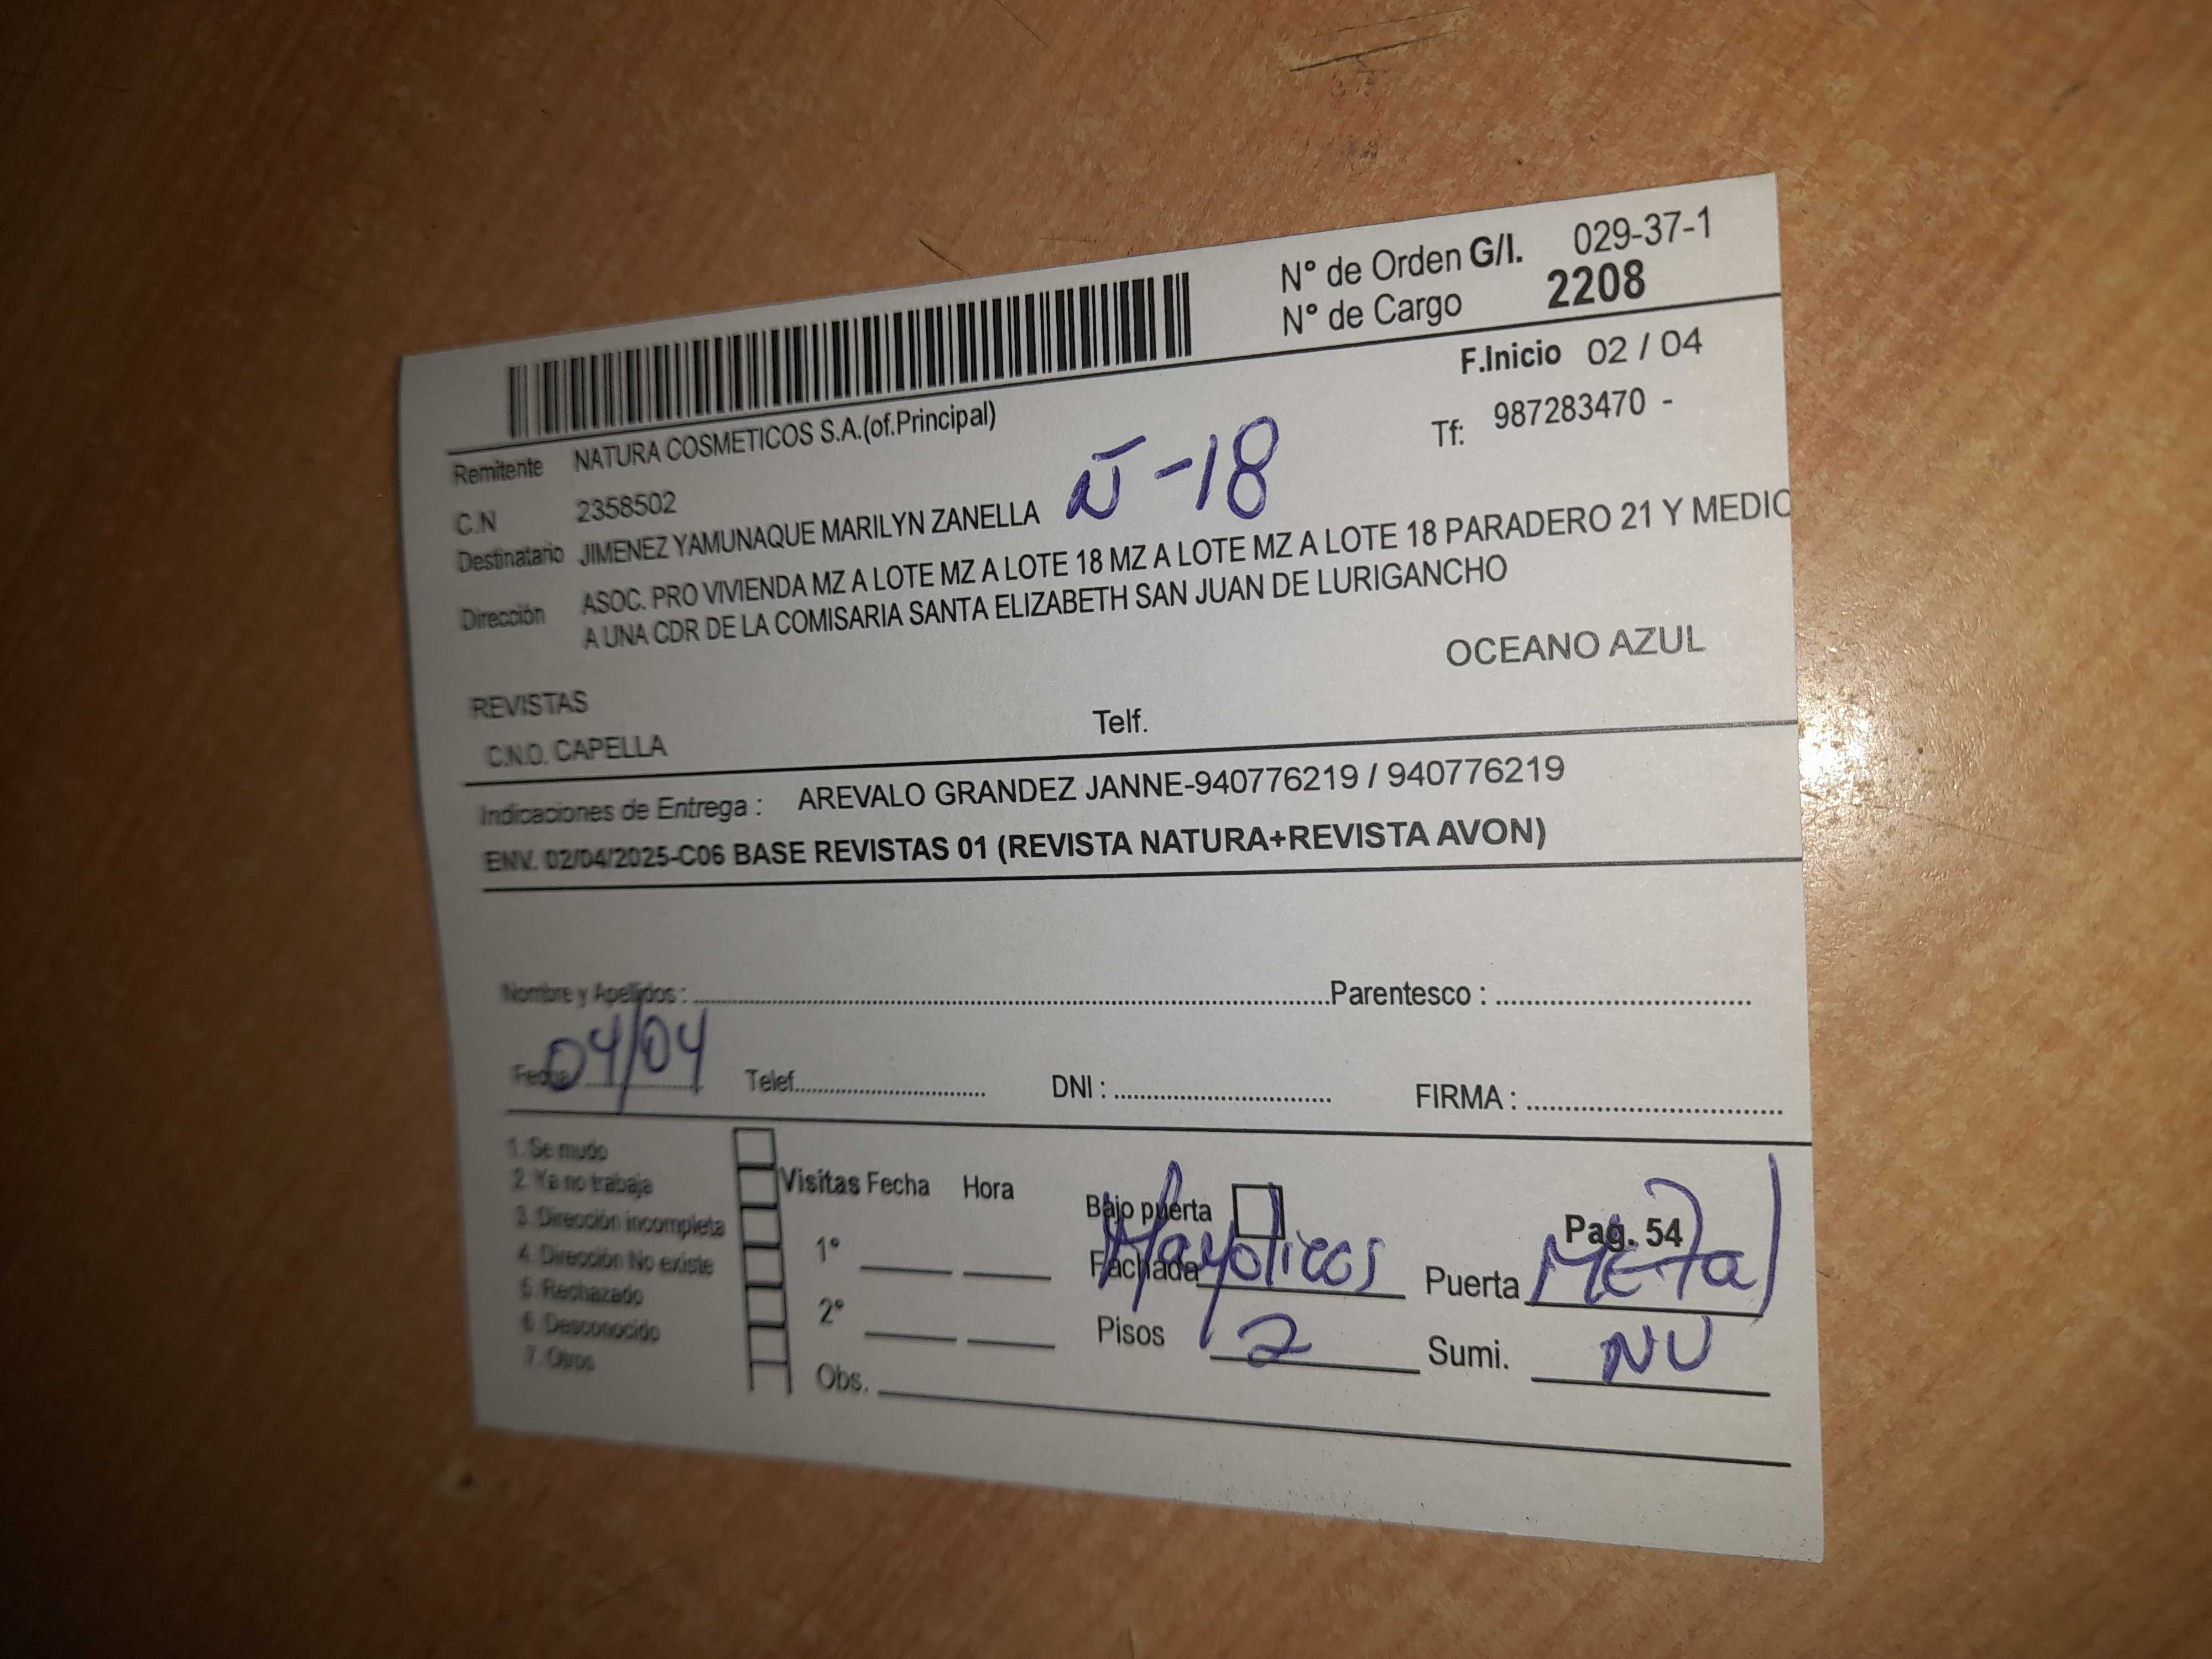 N° de Orden G/I. 029-37-1
N° de Cargo 2208
F.Inicio 02 / 04
Remitente NATURA COSMETICOS S.A.(of.Principal)
Tf: 987283470 -
C.N 2358502
Ñ-18
Destinatario JIMENEZ YAMUNAQUE MARILYN ZANELLA
Dirección ASOC. PRO VIVIENDA MZ A LOTE MZ A LOTE 18 MZ A LOTE MZ A LOTE 18 PARADERO 21 Y MEDIO
A UNA CDR DE LA COMISARIA SANTA ELIZABETH SAN JUAN DE LURIGANCHO
OCEANO AZUL
REVISTAS
C.N.O. CAPELLA Telf.
Indicaciones de Entrega : AREVALO GRANDEZ JANNE-940776219 / 940776219
ENV. 02/04/2025-C06 BASE REVISTAS 01 (REVISTA NATURA+REVISTA AVON)
Nombre y Apellidos : Parentesco :
Fecha 04/04 Telef. DNI : FIRMA :
1. Se mudo
2. Ya no trabaja
3. Dirección incompleta
4. Dirección No existe
5. Rechazado
6. Desconocido
7. Otros
Visitas Fecha Hora
1°
2°
Obs.
Bajo puerta Pag. 54
Fachada Mayolicas Puerta Metal
Pisos 2 Sumi. NU